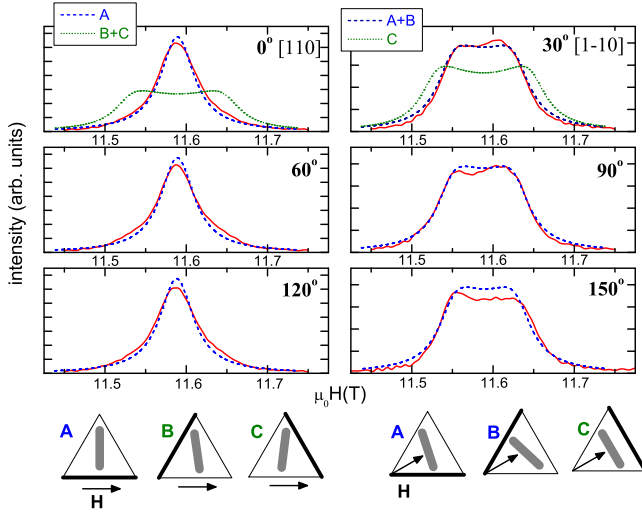 A
B+C
0° [110]
A+B
C
30° [1-10]
11.5 11.6 11.7
11.5 11.6 11.7
60°
90°
11.5 11.6 11.7
11.5 11.6 11.7
120°
150°
11.5 11.6 11.7
11.5 11.6 11.7
intensity (arb. units)
μ₀H(T)
A B C
H
A B C
H